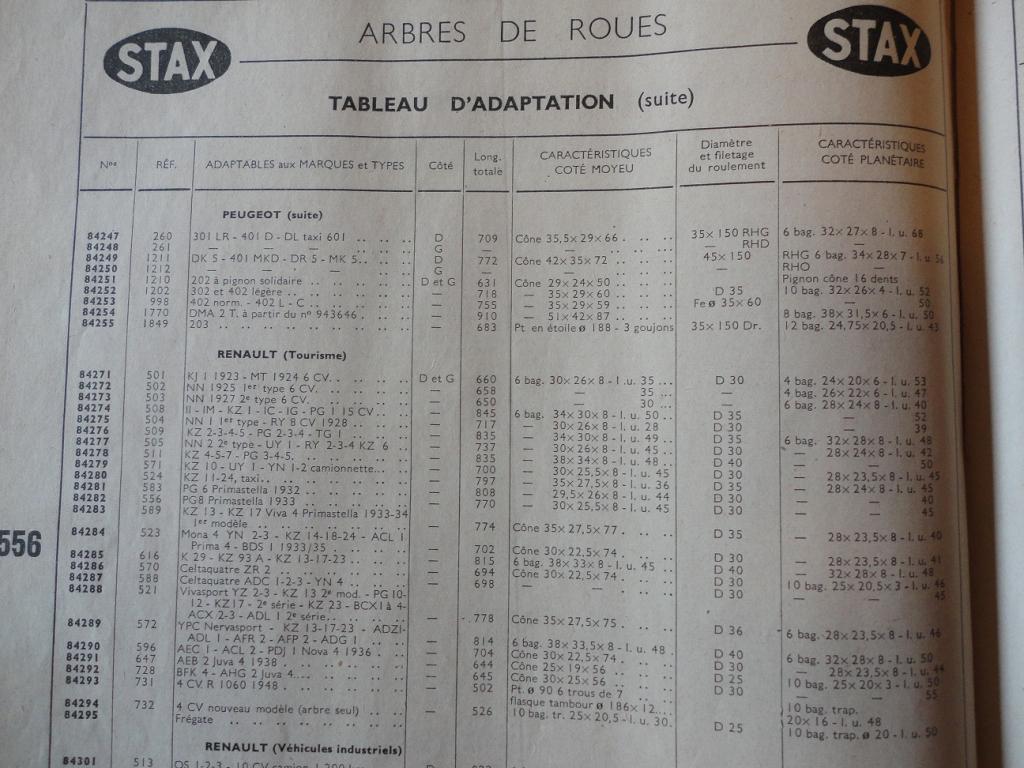 STAX ARBRES DE ROUES STAX
TABLEAU D'ADAPTATION (suite)
Nos RÉF. ADAPTABLES aux MARQUES et TYPES Côté Long. totale CARACTÉRISTIQUES COTÉ MOYEU Diamètre et filetage du roulement CARACTÉRISTIQUES COTÉ PLANÉTAIRE
PEUGEOT (suite)
84247 260 301 LR - 401 D - DL taxi 601 D 709 Cône 35,5×29×66 35×150 RHG 6 bag. 32×27×8 - l. u. 68
84248 261 — — — G — — — RHD —
84249 1211 DK 5 - 401 MKD - DR 5 - MK 5 D 772 Cône 42×35×72 45×150 RHG 6 bag. 34×28×7 - l. u. 56
84250 1212 — — — G — — — RHO —
84251 1210 202 à pignon solidaire D et G 631 Cône 29×24×50 Pignon cône 16 dents
84252 1202 302 et 402 légère — 718 — 35×29×60 D 35 10 bag. 32×26×4 - l. u. 52
84253 998 402 norm. - 402 L - C — 755 — 35×29×59 Fe ø 35×60 — — 50
84254 1770 DMA 2 T. à partir du nº 943646 — 910 — 51×42×87 8 bag. 38×31,5×6 - l. u. 50
84255 1849 203 — 683 Pt en étoile ø 188 - 3 goujons 35×150 Dr. 12 bag. 24,75×20,5 - l. u. 43
RENAULT (Tourisme)
84271 501 KJ 1 1923 - MT 1924 6 CV D et G 660 6 bag. 30×26×8 - l .u. 35 D 30 4 bag. 24×20×6 - l. u. 53
84272 502 NN 1925 1er type 6 CV — 658 — 35 4 bag. 26×22×6 - l. u. 47
84273 503 NN 1927 2e type 6 CV — 650 — 30 — 6 bag. 28×24×8 - l. u. 40
84274 508 II - IM - KZ 1 - IC - IG - PG 1 15 CV — 845 6 bag. 34×30×8 - l. u. 50 D 35 — — 52
84275 504 NN 1 1er type - RY 8 CV 1928 — 717 — 30×26×8 - l. u. 28 D 30 — — 39
84276 509 KZ 2-3-4-5 - PG 2-3-4 - TG 1 — 835 — 34×30×8 - l. u. 49 D 35 6 bag. 32×28×8 - l. u. 48
84277 505 NN 2 2e type - UY 1 - RY 2-3-4 KZ 6 — 737 — 30×26×8 - l. u. 45 D 30 — 28×24×8 - l. u. 42
84278 511 KZ 4-5-7 - PG 3-4-5 — 835 — 38×34×8 - l. u. 48 D 40 — — 50
84279 571 KZ 10 - UY 1 - YN 1-2 camionnette — 700 — 30×25,5×8 - l. u. 45 D 30 — 28×23,5×8 - l. u. 45
84280 524 KZ 11-24, taxi — 797 — 35×27,5×8 - l. u. 36 D 35 — 28×24×8 - l. u. 45
84281 583 PG 6 Primastella 1932 — 808 — 29,5×26×8 - l. u. 44 D 30 — — 40
84282 556 PG8 Primastella 1933 — 770 — 30×25,5×8 - l. u. 45 D 30 — — 45
84283 589 KZ 13 - KZ 17 Viva 4 Primastella 1933-34
1er modèle — 774 Cône 35×27,5×77 D 35 — 28×23,5×8 - l. u. 40
84284 523 Mona 4 YN 2-3 - KZ 14-18-24 - ACL 1
Prima 4 - BDS 1 1933/35 — 702 Cône 30×22,5×74 D 30 — 28×23,5×8 - l. u. 41
84285 616 K 29 - KZ 93 A - KZ 13-17-23 — 815 6 bag. 38×33×8 - l. u. 45 D 40 — 32×28×8 - l. u. 48
84286 570 Celtaquatre ZR 2 — 694 Cône 30×22,5×74 D 30 10 bag. 25×20,5×3 - l. u. 46
84287 588 Celtaquatre ADC 1-2-3 - YN 4 — 698 — — D 30 — — 45
84288 521 Vivasport YZ 2-3 - KZ 13 2e mod. - PG 10-
12 - KZ17 - 2e série - KZ 23 - BCX1 à 4-
ACX 2-3 - ADL 1 2e série — 778 Cône 35×27,5×75 D 36 6 bag. 28×23,5×8 - l. u. 46
84289 572 YPC Nervasport - KZ 13-17-23 - ADZI-
ADL 1 - AFR 2 - AFP 2 - ADG 1 — 814 6 bag. 38×33,5×8 - l. u. 48 D 40 6 bag. 32×28×8 - l. u. 50
84290 596 AEC 1 - ACL 2 - PDJ 1 Nova 4 1936 — 704 Cône 30×22,5×74 D 30 — 28×23,5×8 - l. u. 44
84291 647 AEB 2 Juva 4 1938 — 644 Cône 25×19×56 D 25 10 bag. 25×20×3 - l. u. 50
84292 728 BFK 4 - AHG 2 Juva 4 — 645 Cône 30×25×56 D 30 — — 55
84293 731 4 CV R 1060 1948 — 502 Pt. ø 90 6 trous de 7 10 bag. trap.
flasque tambour ø 186×12 20×16 - l. u. 48
84294 732 4 CV nouveau modèle (arbre seul) — 526 10 bag. tr. 25×20,5 - l. u. 30 D 25 10 bag. trap. ø 20 - l. u. 50
84295 Frégate
556
RENAULT (Véhicules industriels)
84301 513